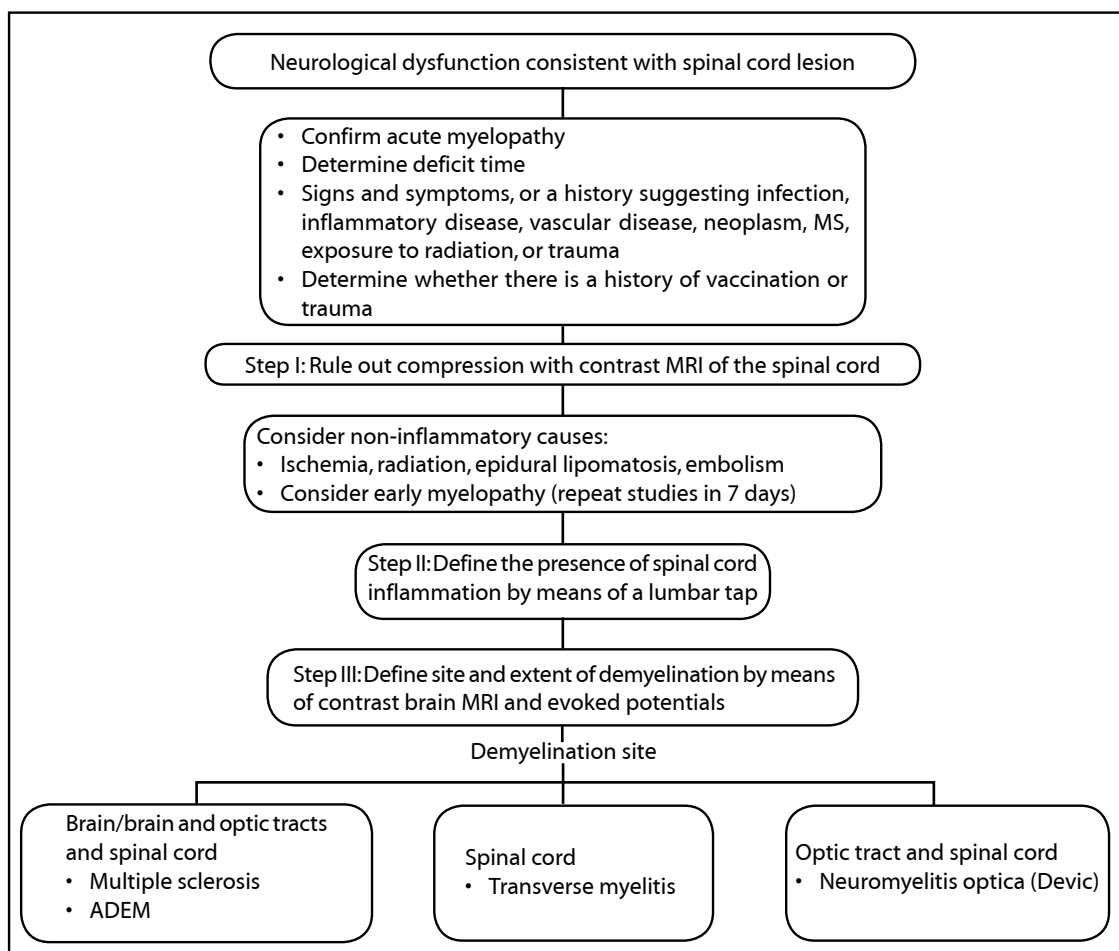 Neurological dysfunction consistent with spinal cord lesion
• Confirm acute myelopathy
• Determine deficit time
• Signs and symptoms, or a history suggesting infection,
inflammatory disease, vascular disease, neoplasm, MS,
exposure to radiation, or trauma
• Determine whether there is a history of vaccination or
trauma
Step I: Rule out compression with contrast MRI of the spinal cord
Consider non-inflammatory causes:
• Ischemia, radiation, epidural lipomatosis, embolism
• Consider early myelopathy (repeat studies in 7 days)
Step II: Define the presence of spinal cord
inflammation by means of a lumbar tap
Step III: Define site and extent of demyelination by means
of contrast brain MRI and evoked potentials
Demyelination site
Brain/brain and optic tracts
and spinal cord
• Multiple sclerosis
• ADEM
Spinal cord
• Transverse myelitis
Optic tract and spinal cord
• Neuromyelitis optica (Devic)